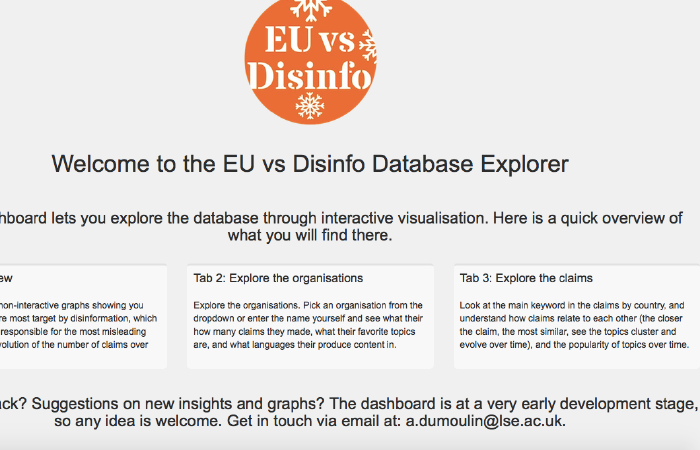 EU vs
Disinfo
Welcome to the EU vs Disinfo Database Explorer
lets you explore the database through interactive visualisation. Here is a quick overview of
what you will find there.
non-interactive graphs showing you
most target by disinformation, which
responsible for the most misleading
of the number of claims over
Tab 2: Explore the organisations
Explore the organisations. Pick an organisation from the
dropdown or enter the name yourself and see what their
how many claims they made, what their favorite topics
are, and what languages their produce content in.
Tab 3: Explore the claims
Look at the main keyword in the claims by country, and
understand how claims relate to each other (the closer
the claim, the most similar, see the topics cluster and
evolve over time), and the popularity of topics over time.
Suggestions on new insights and graphs? The dashboard is at a very early development stage,
so any idea is welcome. Get in touch via email at: a.dumoulin@lse.ac.uk.